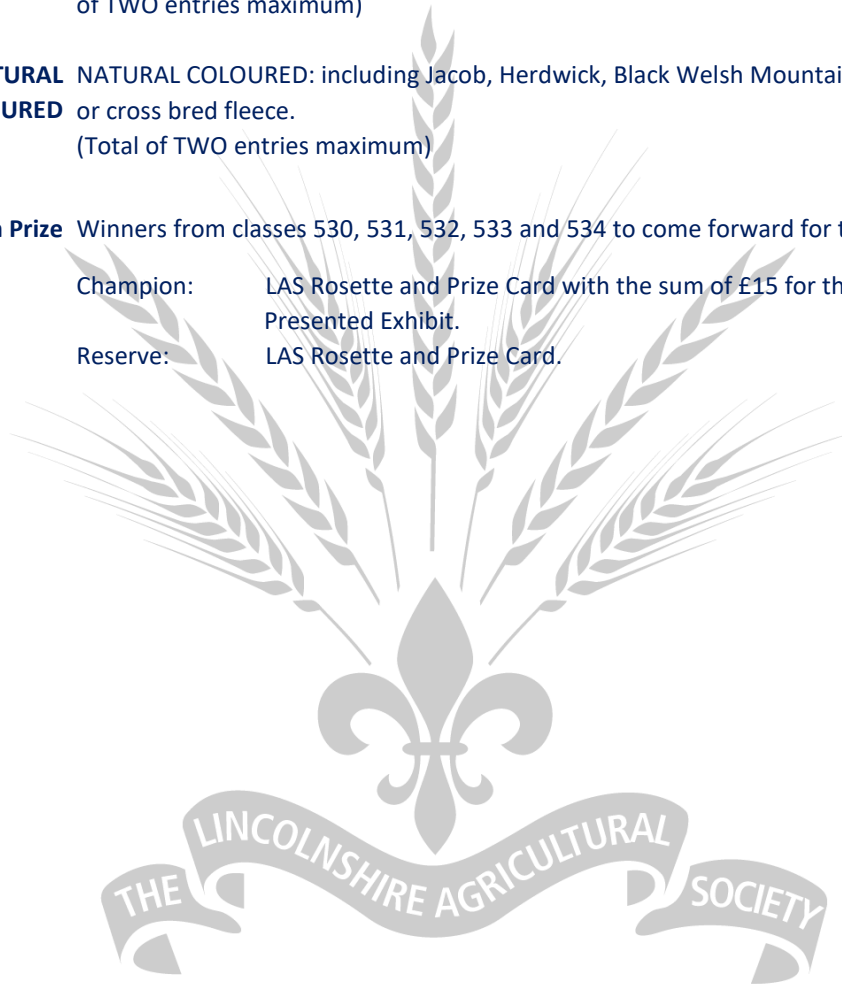 of TWO entries maximum)
TURAL NATURAL COLOURED: including Jacob, Herdwick, Black Welsh Mountai
URED or cross bred fleece.
(Total of TWO entries maximum)
n Prize Winners from classes 530, 531, 532, 533 and 534 to come forward for t
Champion: LAS Rosette and Prize Card with the sum of £15 for th
Presented Exhibit.
Reserve: LAS Rosette and Prize Card.
THE LINCOLNSHIRE AGRICULTURAL SOCIETY